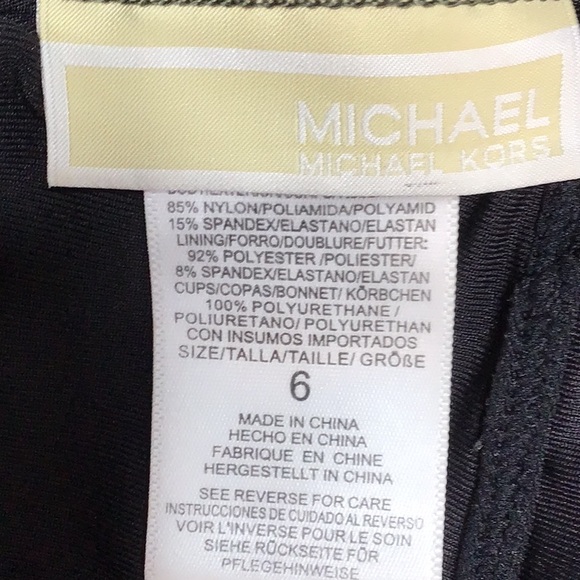 MICHAEL
MICHAEL KORS
85% NYLON/POLIAMIDA/POLYAMID
15% SPANDEX/ELASTANO/ELASTAN
LINING/FORRO/DOUBLURE/FUTTER:
92% POLYESTER /POLIESTER/
8% SPANDEX/ELASTANO/ELASTAN
CUPS/COPAS/BONNET/ KÖRBCHEN
100% POLYURETHANE /
POLIURETANO/ POLYURETHAN
CON INSUMOS IMPORTADOS
SIZE/TALLA/TAILLE/ GRÖßE
6
MADE IN CHINA
HECHO EN CHINA
FABRIQUE EN CHINE
HERGESTELLT IN CHINA
SEE REVERSE FOR CARE
INSTRUCCIONES DE CUIDADO AL REVERSO
VOIR L'INVERSE POUR LE SOIN
SIEHE RÜCKSEITE FÜR
PFLEGEHINWEISE